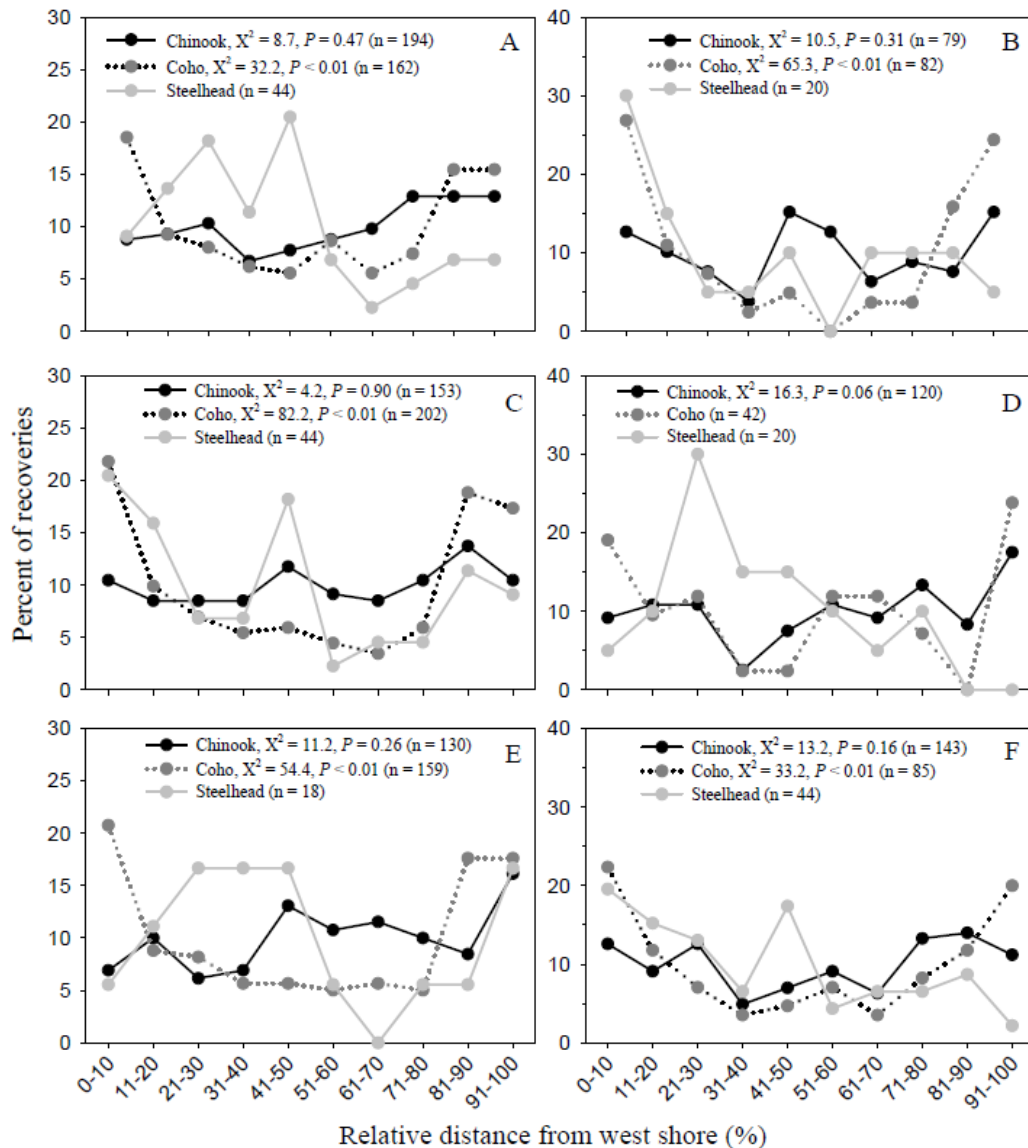 Percent of recoveries
30
25
20
15
10
5
0
Chinook, X² = 8.7, P = 0.47 (n = 194)
Coho, X² = 32.2, P < 0.01 (n = 162)
Steelhead (n = 44)
A
40
30
20
10
0
Chinook, X² = 10.5, P = 0.31 (n = 79)
Coho, X² = 65.3, P < 0.01 (n = 82)
Steelhead (n = 20)
B
30
25
20
15
10
5
0
Chinook, X² = 4.2, P = 0.90 (n = 153)
Coho, X² = 82.2, P < 0.01 (n = 202)
Steelhead (n = 44)
C
40
30
20
10
0
Chinook, X² = 16.3, P = 0.06 (n = 120)
Coho (n = 42)
Steelhead (n = 20)
D
30
25
20
15
10
5
0
Chinook, X² = 11.2, P = 0.26 (n = 130)
Coho, X² = 54.4, P < 0.01 (n = 159)
Steelhead (n = 18)
E
0-10
11-20
21-30
31-40
41-50
51-60
61-70
71-80
81-90
91-100
40
30
20
10
0
Chinook, X² = 13.2, P = 0.16 (n = 143)
Coho, X² = 33.2, P < 0.01 (n = 85)
Steelhead (n = 44)
F
0-10
11-20
21-30
31-40
41-50
51-60
61-70
71-80
81-90
91-100
Relative distance from west shore (%)